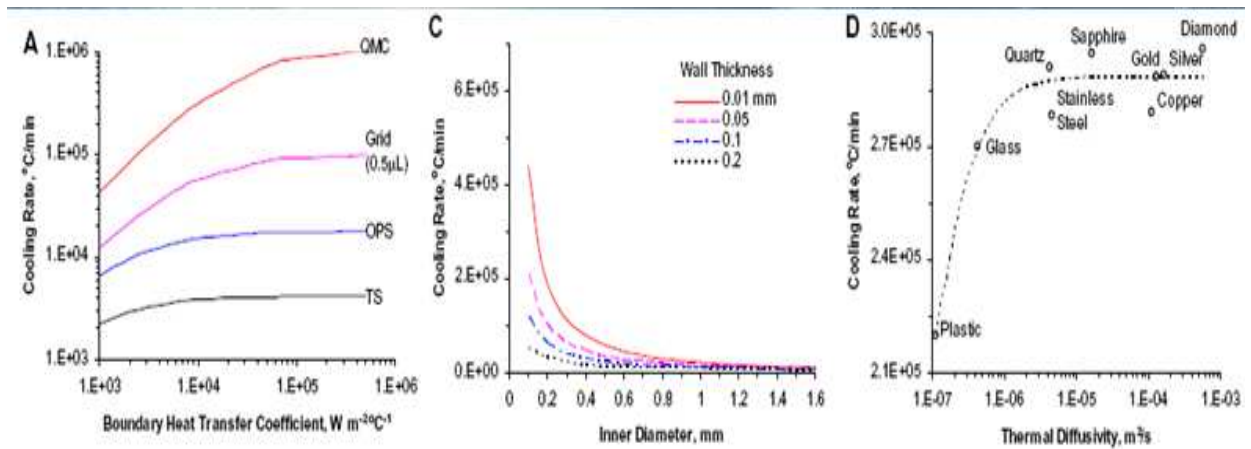 A
C
D
Cooling Rate, °C/min
1.E+06
1.E+05
1.E+04
1.E+03
QMC
Grid
(0.5µL)
OPS
TS
1.E+03
1.E+04
1.E+05
1.E+06
Boundary Heat Transfer Coefficient, W m⁻²⁰C⁻¹
Cooling Rate, °C/min
6.E+05
4.E+05
2.E+05
0.E+00
Wall Thickness
0.01 mm
0.05
0.1
0.2
0
0.2
0.4
0.6
0.8
1
1.2
1.4
1.6
Inner Diameter, mm
Cooling Rate, °C/min
3.0E+05
2.7E+05
2.4E+05
2.1E+05
Diamond
Sapphire
Quartz
Gold
Silver
Stainless
Steel
Copper
Glass
Plastic
1.E-07
1.E-06
1.E-05
1.E-04
1.E-03
Thermal Diffusivity, m²/s